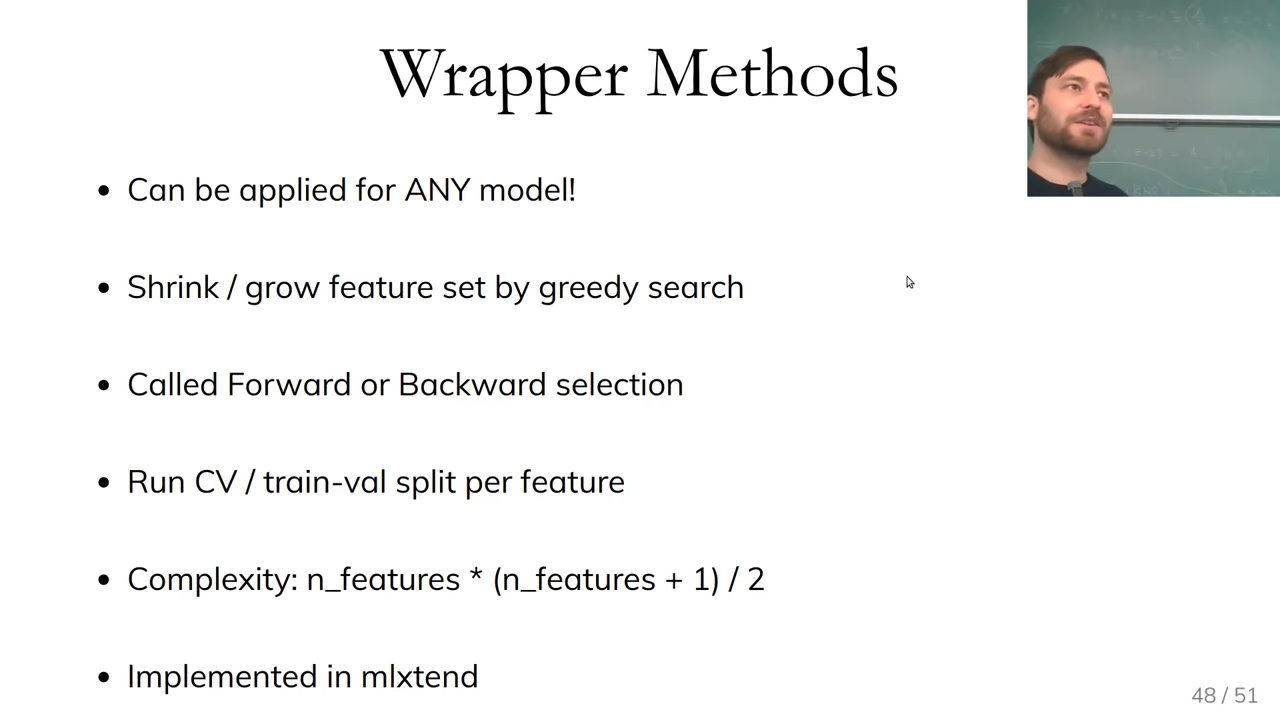 Wrapper Methods
Can be applied for ANY model!
Shrink / grow feature set by greedy search
Called Forward or Backward selection
Run CV / train-val split per feature
Complexity: n_features * (n_features + 1) / 2
Implemented in mlxtend
48 / 51